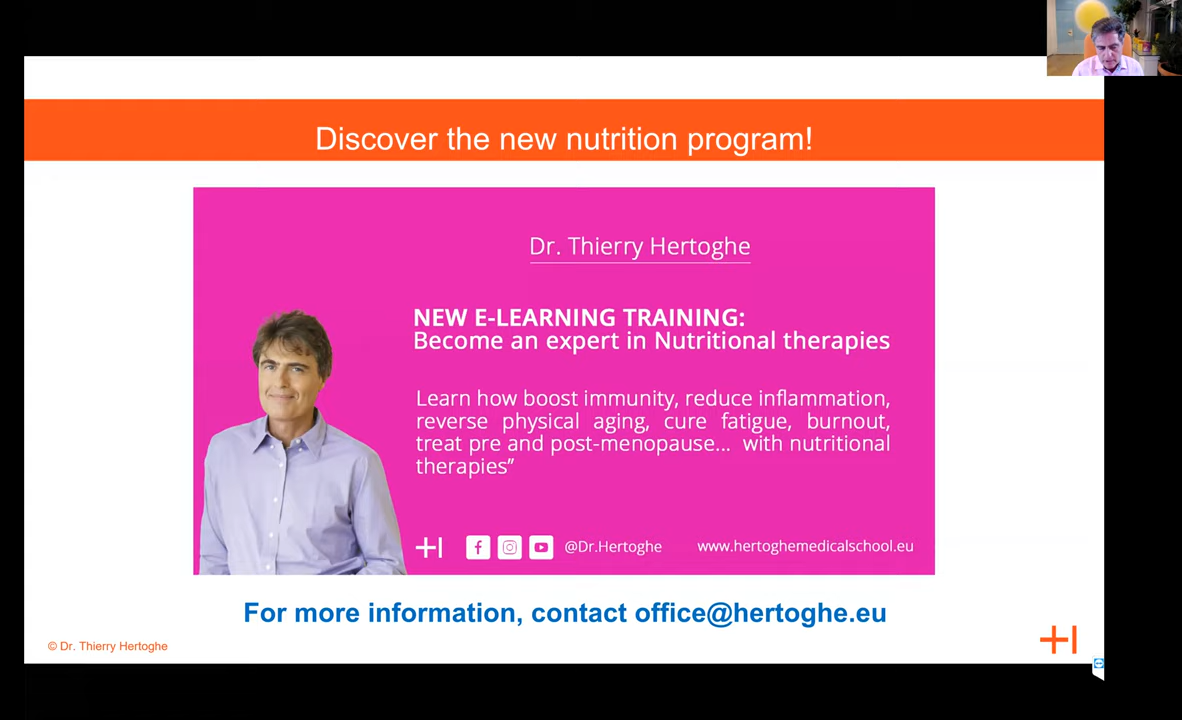 Discover the new nutrition program!
Dr. Thierry Hertoghe
NEW E-LEARNING TRAINING:
Become an expert in Nutritional therapies
Learn how boost immunity, reduce inflammation,
reverse physical aging, cure fatigue, burnout,
treat pre and post-menopause... with nutritional
therapies”
@Dr.Hertoghe www.hertoghemedicalschool.eu
For more information, contact office@hertoghe.eu
© Dr. Thierry Hertoghe